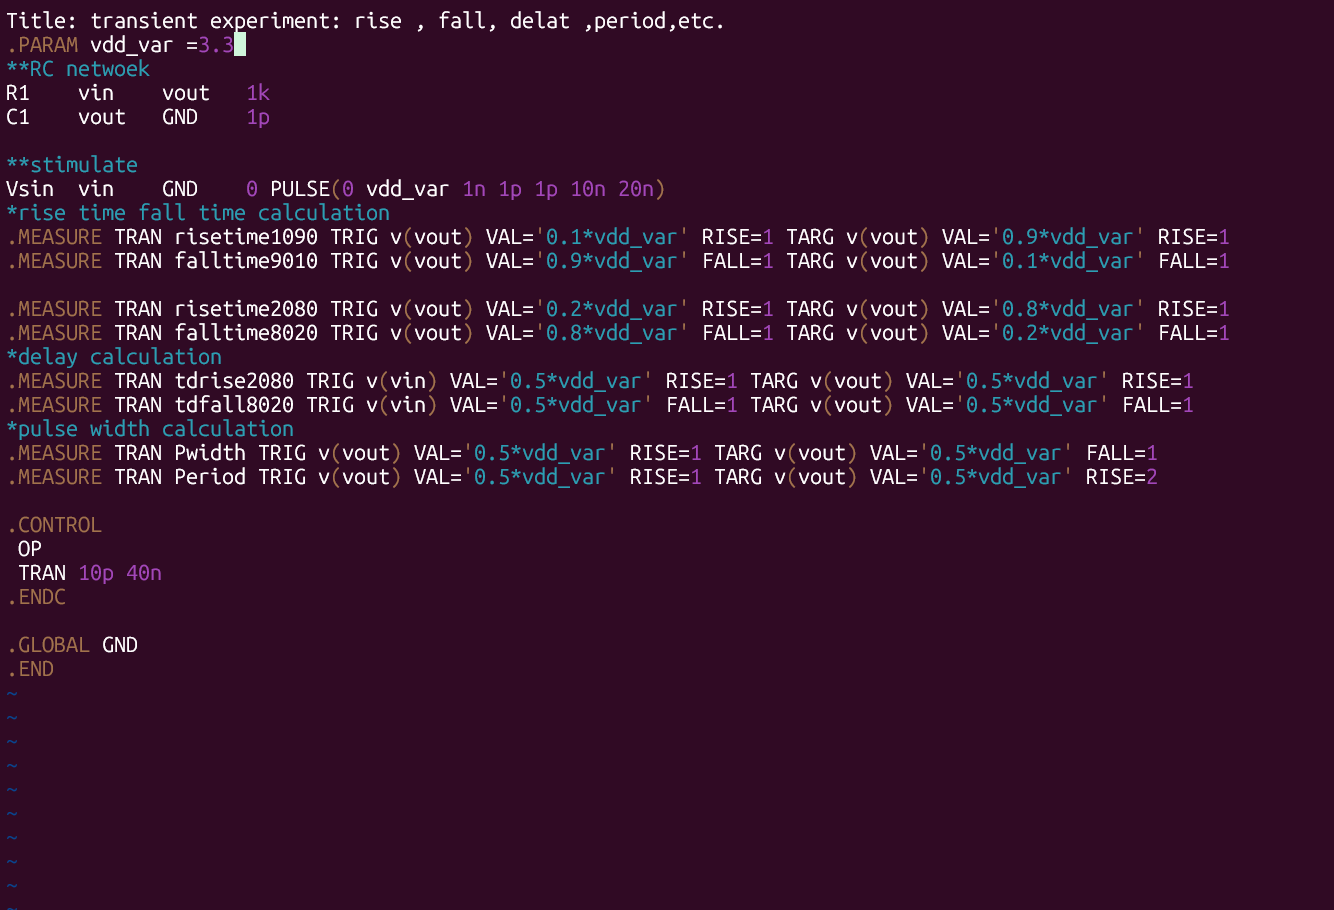 Title: transient experiment: rise , fall, delat ,period,etc.
.PARAM vdd_var =3.3
**RC netwoek
R1    vin    vout   1k
C1    vout   GND    1p
**stimulate
Vsin  vin    GND    0 PULSE(0 vdd_var 1n 1p 1p 10n 20n)
*rise time fall time calculation
.MEASURE TRAN risetime1090 TRIG v(vout) VAL='0.1*vdd_var' RISE=1 TARG v(vout) VAL='0.9*vdd_var' RISE=1
.MEASURE TRAN falltime9010 TRIG v(vout) VAL='0.9*vdd_var' FALL=1 TARG v(vout) VAL='0.1*vdd_var' FALL=1
.MEASURE TRAN risetime2080 TRIG v(vout) VAL='0.2*vdd_var' RISE=1 TARG v(vout) VAL='0.8*vdd_var' RISE=1
.MEASURE TRAN falltime8020 TRIG v(vout) VAL='0.8*vdd_var' FALL=1 TARG v(vout) VAL='0.2*vdd_var' FALL=1
*delay calculation
.MEASURE TRAN tdrise2080 TRIG v(vin) VAL='0.5*vdd_var' RISE=1 TARG v(vout) VAL='0.5*vdd_var' RISE=1
.MEASURE TRAN tdfall8020 TRIG v(vin) VAL='0.5*vdd_var' FALL=1 TARG v(vout) VAL='0.5*vdd_var' FALL=1
*pulse width calculation
.MEASURE TRAN Pwidth TRIG v(vout) VAL='0.5*vdd_var' RISE=1 TARG v(vout) VAL='0.5*vdd_var' FALL=1
.MEASURE TRAN Period TRIG v(vout) VAL='0.5*vdd_var' RISE=1 TARG v(vout) VAL='0.5*vdd_var' RISE=2
.CONTROL
 OP
 TRAN 10p 40n
.ENDC
.GLOBAL GND
.END
~
~
~
~
~
~
~
~
~
~